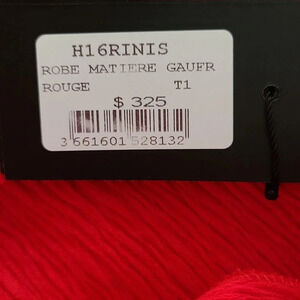 H16RINIS
ROBE MATIERE GAUFR
ROUGE T1
$ 325
3 661601 528132